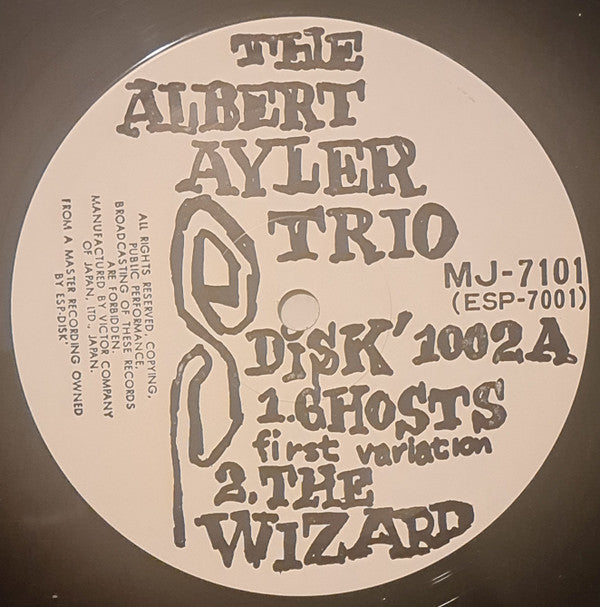 THE
ALBERT
AYLER
TRIO
MJ-7101
(ESP-7001)
esp
DiSK' 1002A
1. GHOSTS
first variation
2. THE
WIZARD
ALL RIGHTS RESERVED, COPYING,
PUBLIC PERFORMANCE,
BROADCASTING OF THESE RECORDS
ARE FORBIDDEN.
MANUFACTURED BY VICTOR COMPANY
OF JAPAN, LTD., JAPAN.
FROM A MASTER RECORDING OWNED
BY ESP-DISK'